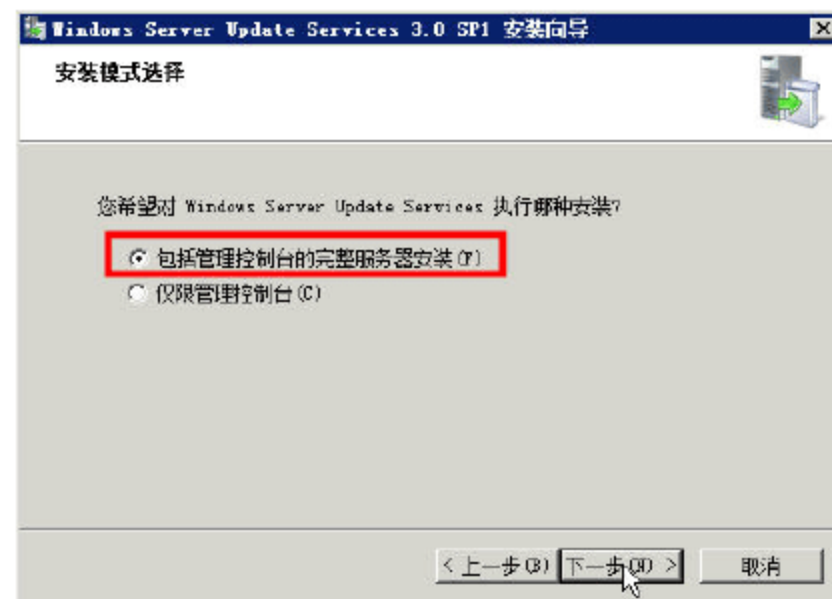 Windows Server Update Services 3.0 SP1 安装向导
安装模式选择
您希望对 Windows Server Update Services 执行哪种安装?
包括管理控制台的完整服务器安装(F)
仅限管理控制台(C)
< 上一步(B) 下一步(N) > 取消